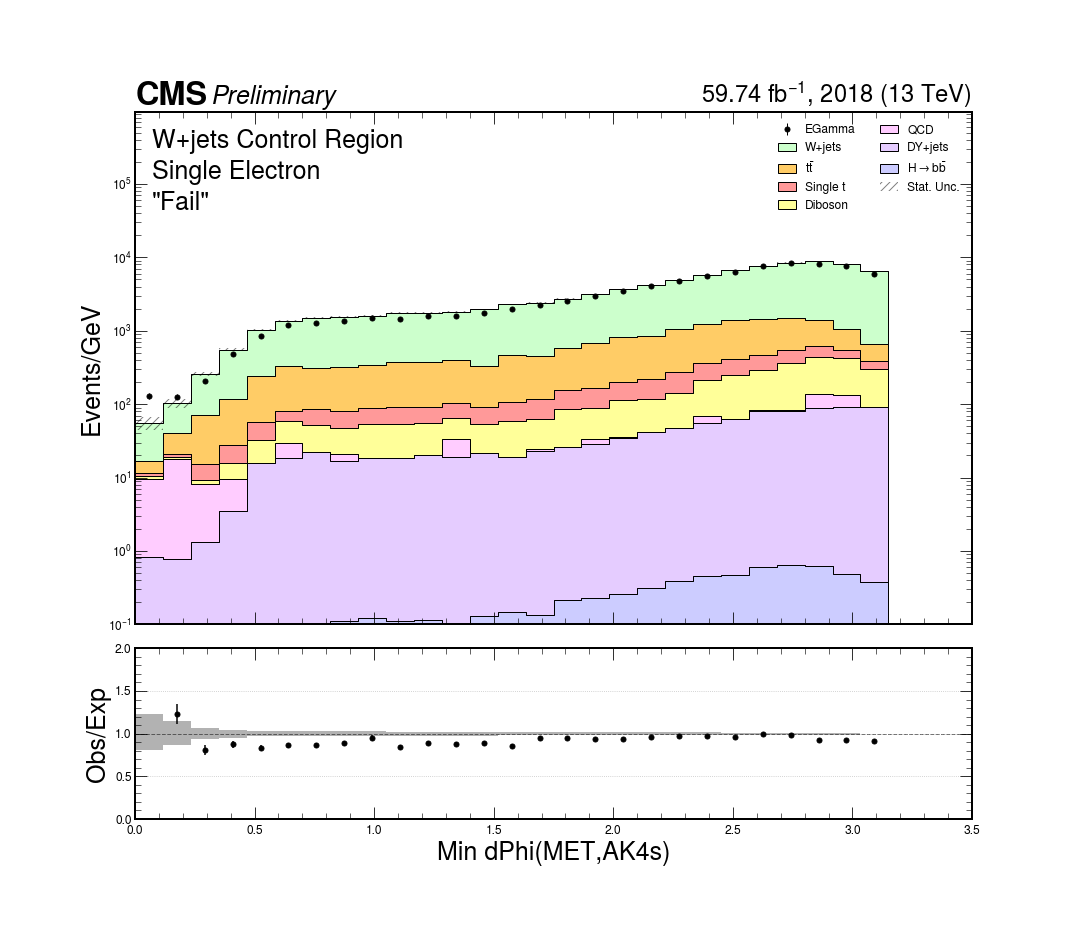 CMS Preliminary 59.74 fb⁻¹, 2018 (13 TeV)
W+jets Control Region
Single Electron
"Fail"
EGamma
W+jets
tt̄
Single t
Diboson
QCD
DY+jets
H→bb̄
Stat. Unc.
Events/GeV
10⁵
10⁴
10³
10²
10¹
10⁰
10⁻¹
Obs/Exp
2.0
1.5
1.0
0.5
0.0
0.0 0.5 1.0 1.5 2.0 2.5 3.0 3.5
Min dPhi(MET,AK4s)